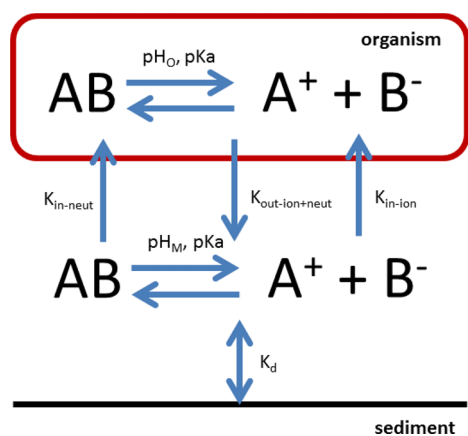 organism
pH_O, pKa
AB A⁺ + B⁻
K_in-neut K_out-ion+neut K_in-ion
pH_M, pKa
AB A⁺ + B⁻
K_d
sediment